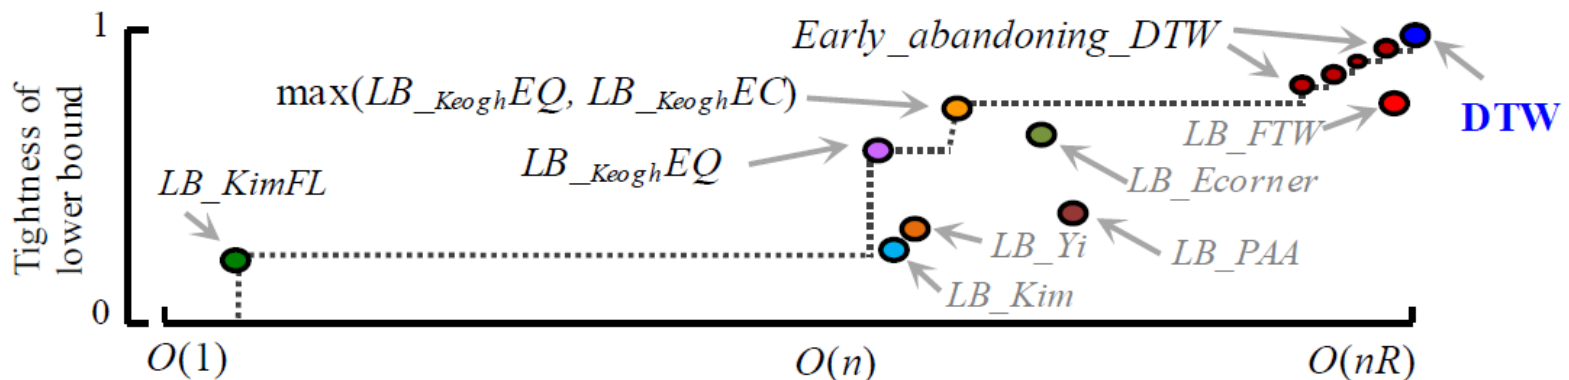 1
Tightness of
lower bound
0
Early_abandoning_DTW
max(LB_KeoghEQ, LB_KeoghEC)
DTW
LB_FTW
LB_KeoghEQ
LB_KimFL
LB_Ecorner
LB_Yi
LB_PAA
LB_Kim
O(1)
O(n)
O(nR)